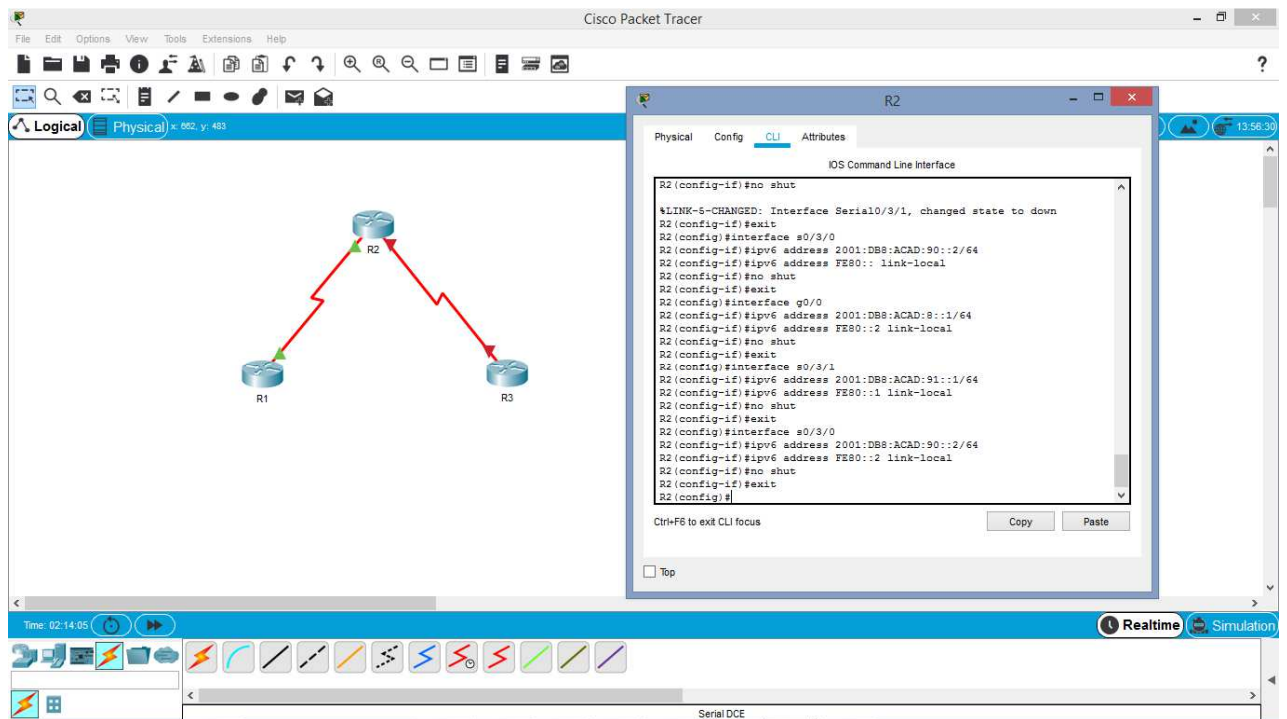 Cisco Packet Tracer
File Edit Options View Tools Extensions Help
?
Logical Physical x: 662, y: 483
13:56:30
R2
R1
R3
R2
Physical Config CLI Attributes
IOS Command Line Interface
R2(config-if)#no shut
%LINK-5-CHANGED: Interface Serial0/3/1, changed state to down
R2(config-if)#exit
R2(config)#interface s0/3/0
R2(config-if)#ipv6 address 2001:DB8:ACAD:90::2/64
R2(config-if)#ipv6 address FE80:: link-local
R2(config-if)#no shut
R2(config-if)#exit
R2(config)#interface g0/0
R2(config-if)#ipv6 address 2001:DB8:ACAD:8::1/64
R2(config-if)#ipv6 address FE80::2 link-local
R2(config-if)#no shut
R2(config-if)#exit
R2(config)#interface s0/3/1
R2(config-if)#ipv6 address 2001:DB8:ACAD:91::1/64
R2(config-if)#ipv6 address FE80::1 link-local
R2(config-if)#no shut
R2(config-if)#exit
R2(config)#interface s0/3/0
R2(config-if)#ipv6 address 2001:DB8:ACAD:90::2/64
R2(config-if)#ipv6 address FE80::2 link-local
R2(config-if)#no shut
R2(config-if)#exit
R2(config)#
Ctrl+F6 to exit CLI focus
Copy Paste
Top
Time: 02:14:05
Realtime Simulation
Serial DCE